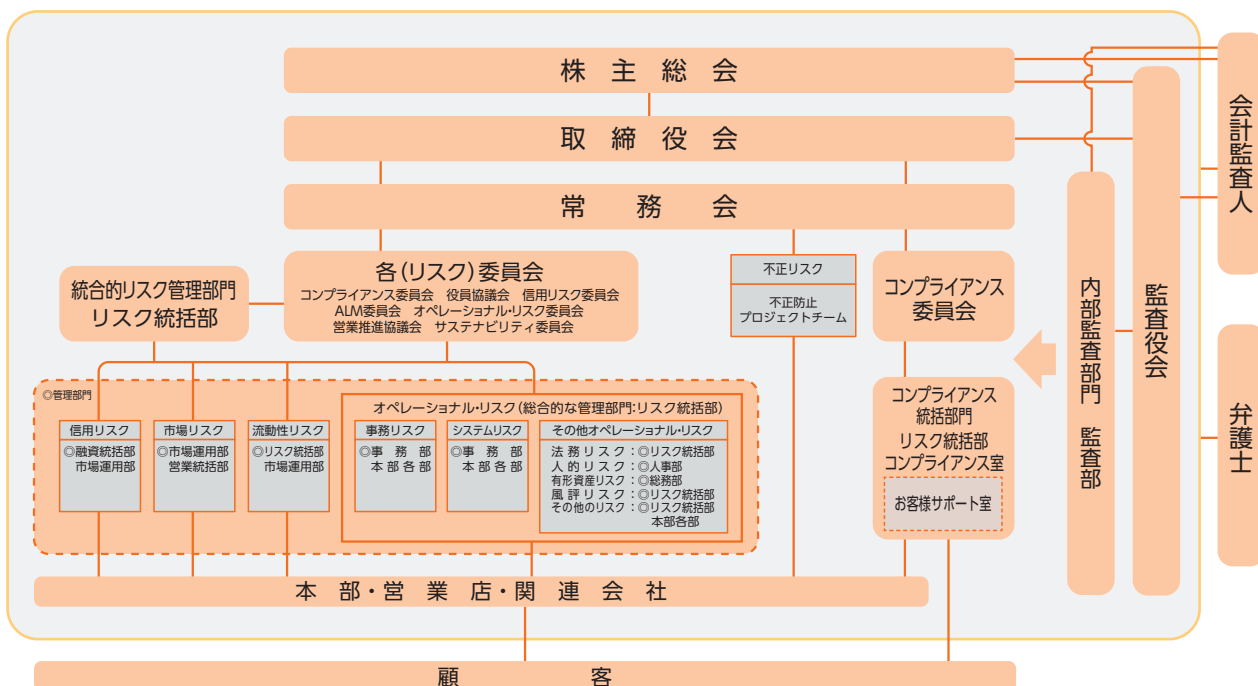 株主総会
取締役会
常務会
各(リスク)委員会
コンプライアンス委員会 役員協議会 信用リスク委員会
ALM委員会 オペレーショナル・リスク委員会
営業推進協議会 サステナビリティ委員会
統合的リスク管理部門
リスク統括部
不正リスク
不正防止
プロジェクトチーム
コンプライアンス
委員会
コンプライアンス
統括部門
リスク統括部
コンプライアンス室
お客様サポート室
◎管理部門
信用リスク
◎融資統括部
市場運用部
市場リスク
◎市場運用部
営業統括部
流動性リスク
◎リスク統括部
市場運用部
オペレーショナル・リスク(総合的な管理部門:リスク統括部)
事務リスク
◎事務部
本部各部
システムリスク
◎事務部
本部各部
その他オペレーショナル・リスク
法務リスク:◎リスク統括部
人的リスク:◎人事部
有形資産リスク:◎総務部
風評リスク:◎リスク統括部
その他のリスク:◎リスク統括部
本部各部
本部・営業店・関連会社
顧客
内部監査部門 監査部
監査役会
会計監査人
弁護士